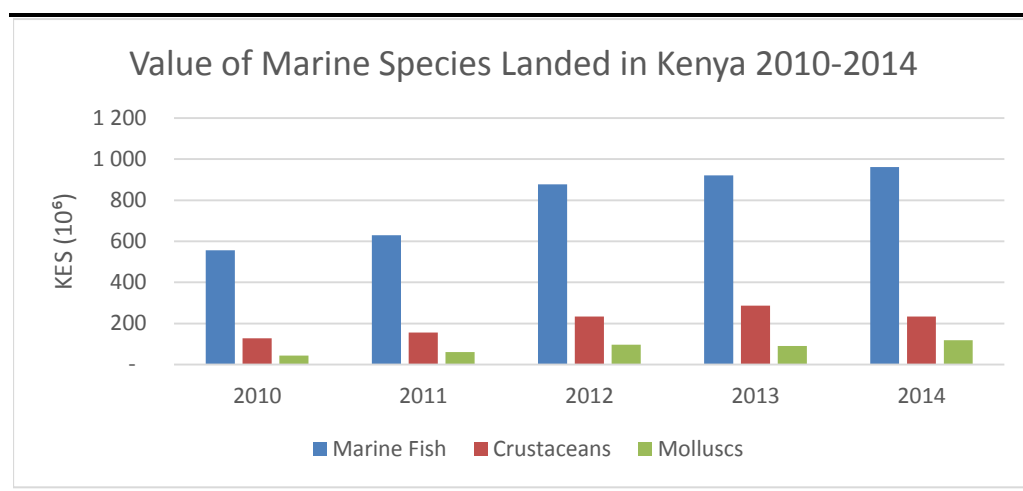 Value of Marine Species Landed in Kenya 2010-2014
1 200
1 000
800
600
400
200
-
KES (10⁶)
2010 2011 2012 2013 2014
Marine Fish Crustaceans Molluscs